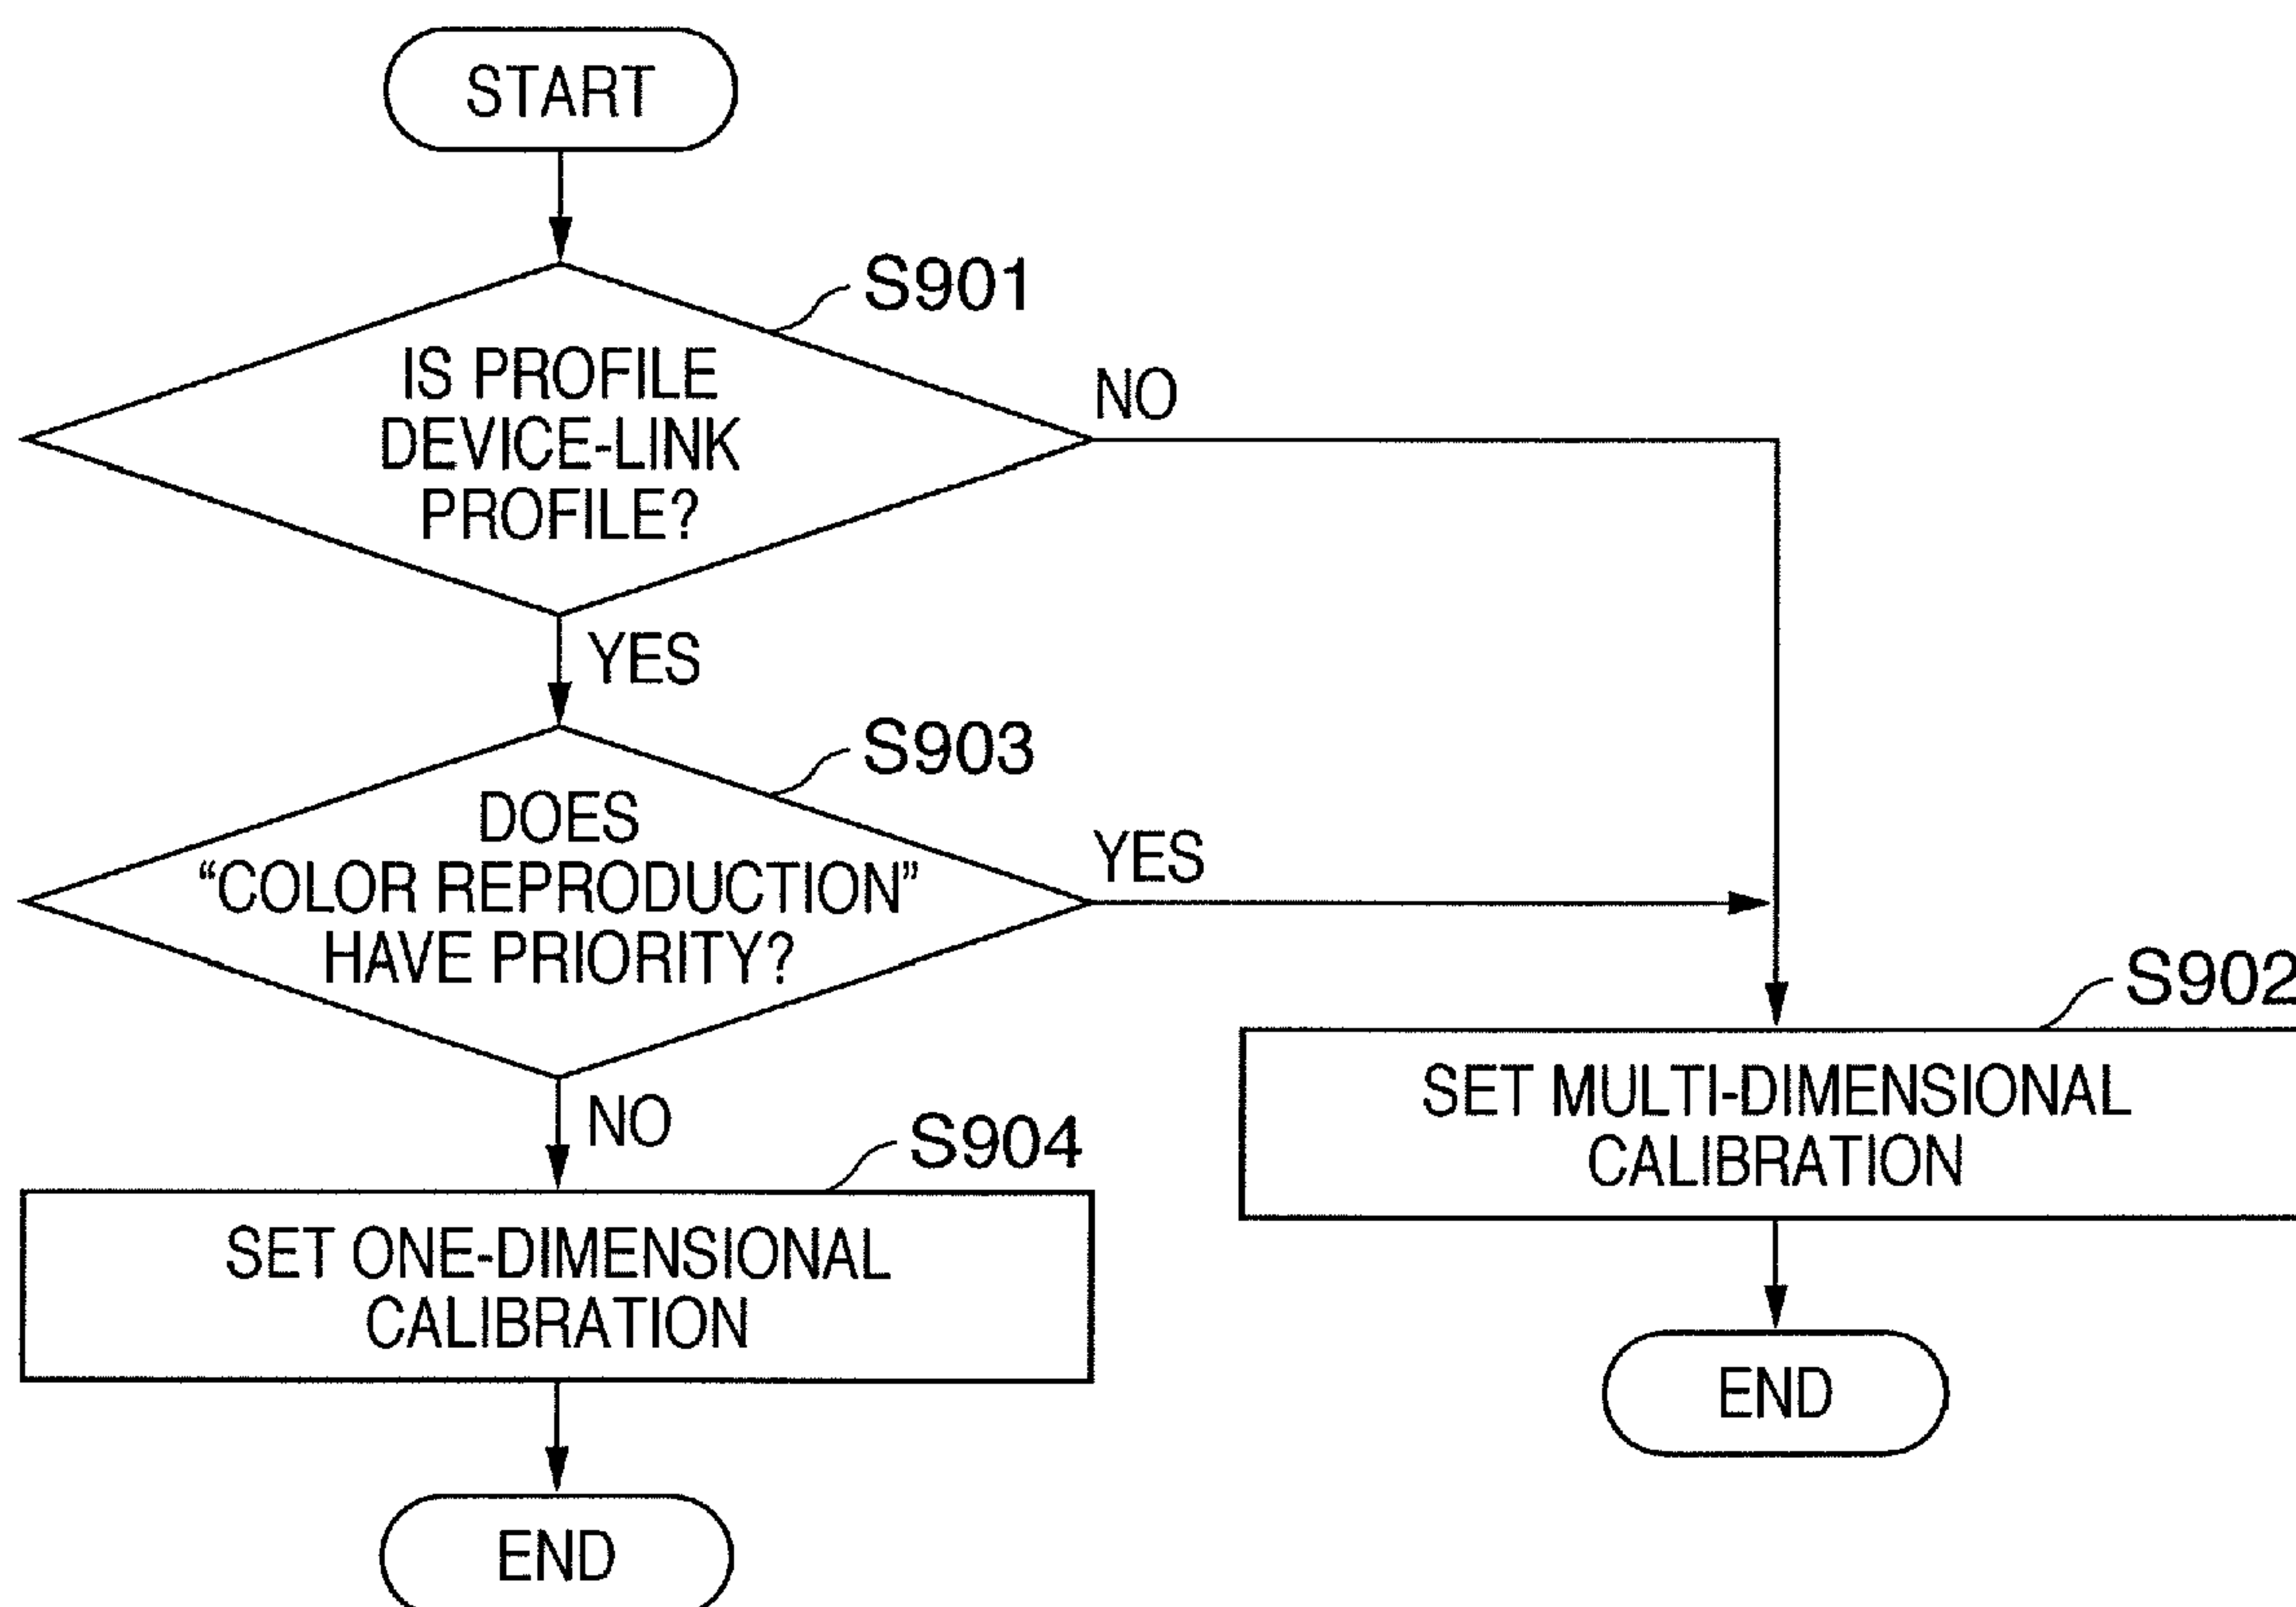 START
S901
IS PROFILE
DEVICE-LINK
PROFILE?
NO
YES
S903
DOES
“COLOR REPRODUCTION”
HAVE PRIORITY?
YES
S902
SET MULTI-DIMENSIONAL
CALIBRATION
NO
S904
SET ONE-DIMENSIONAL
CALIBRATION
END
END